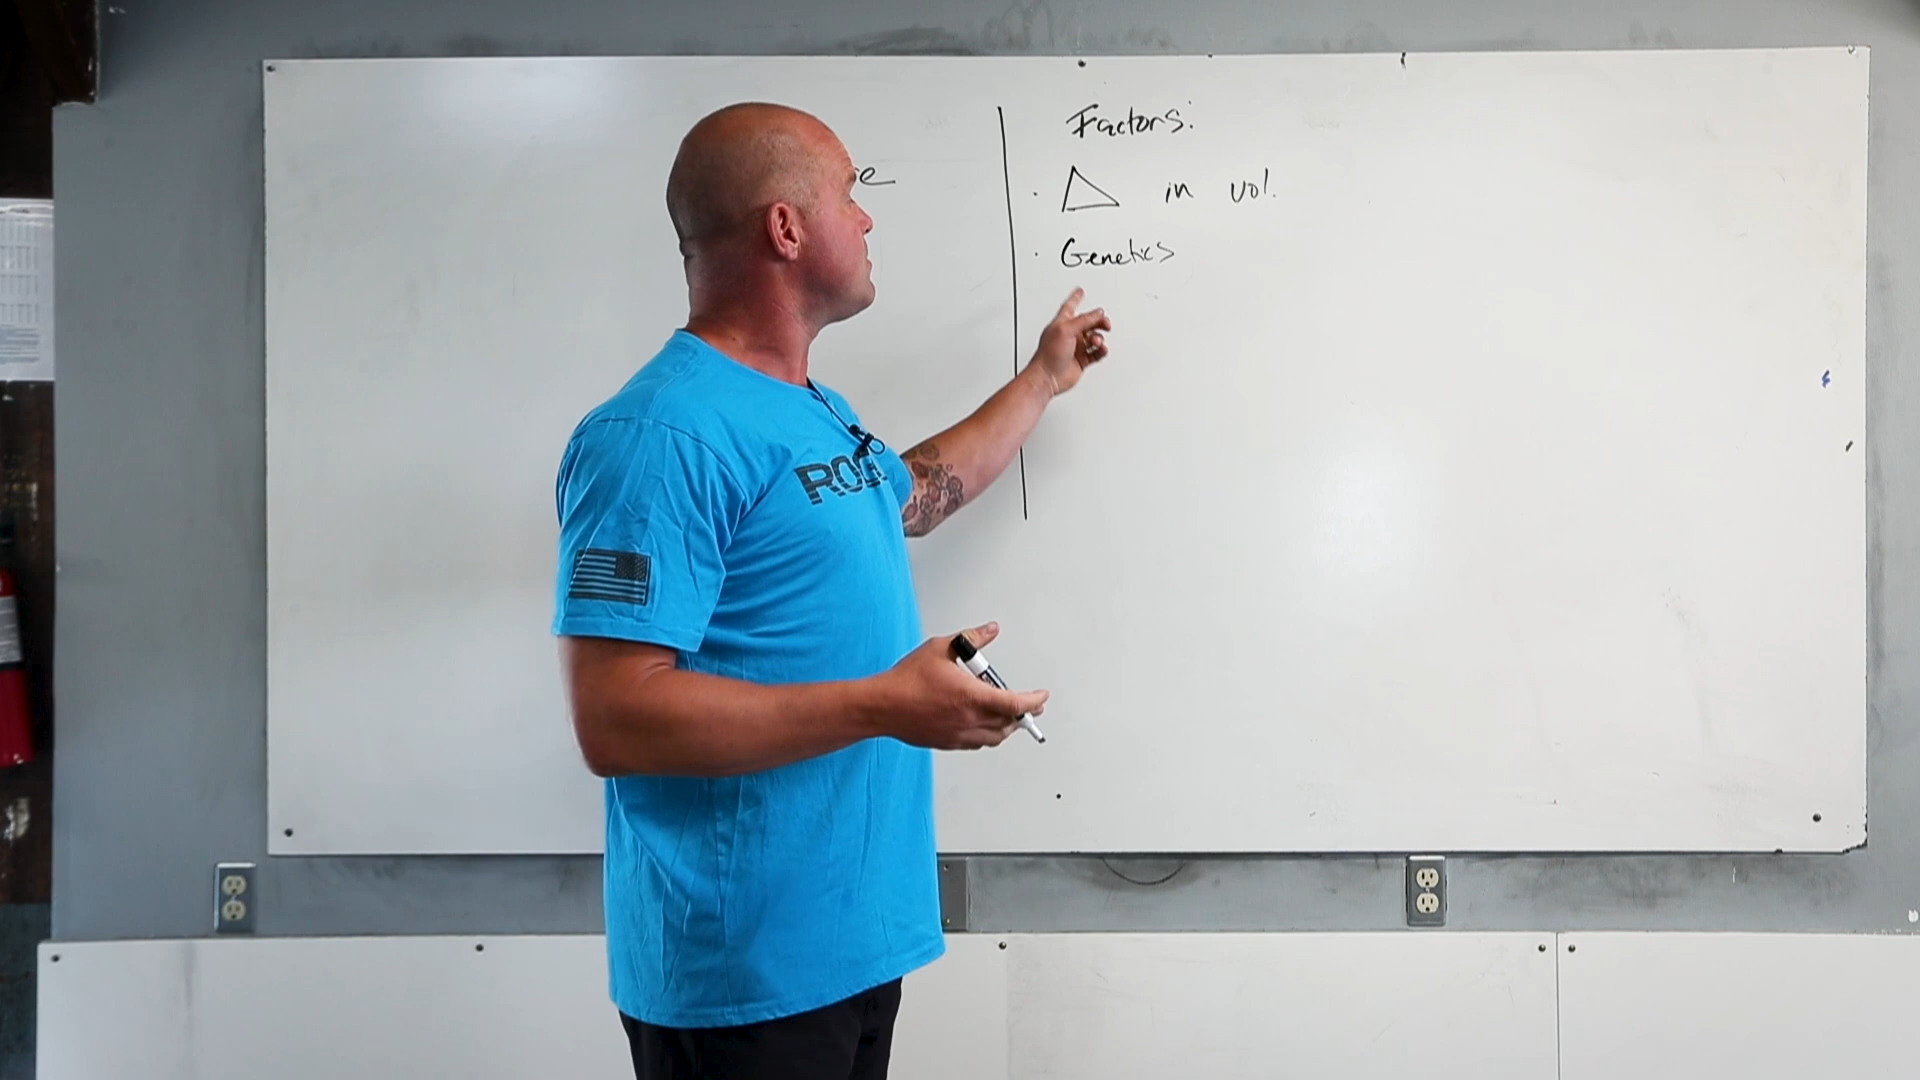 Factors:
· Δ in vol.
· Genetics